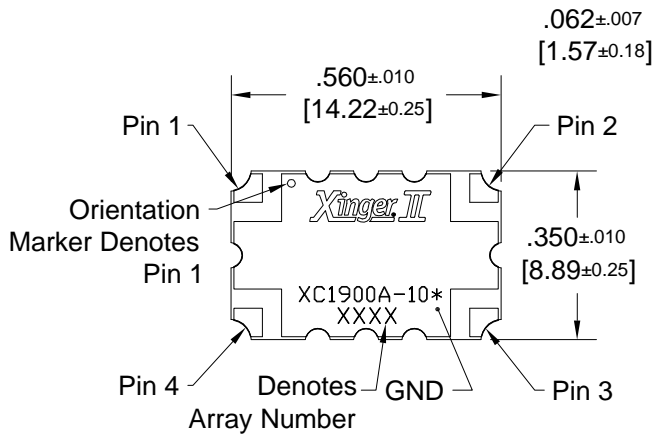 .062±.007
[1.57±0.18]
.560±.010
[14.22±0.25]
Pin 1
Pin 2
Orientation
Marker Denotes
Pin 1
Xinger II
.350±.010
[8.89±0.25]
XC1900A-10*
XXXX
Pin 4
Denotes
Array Number
GND
Pin 3